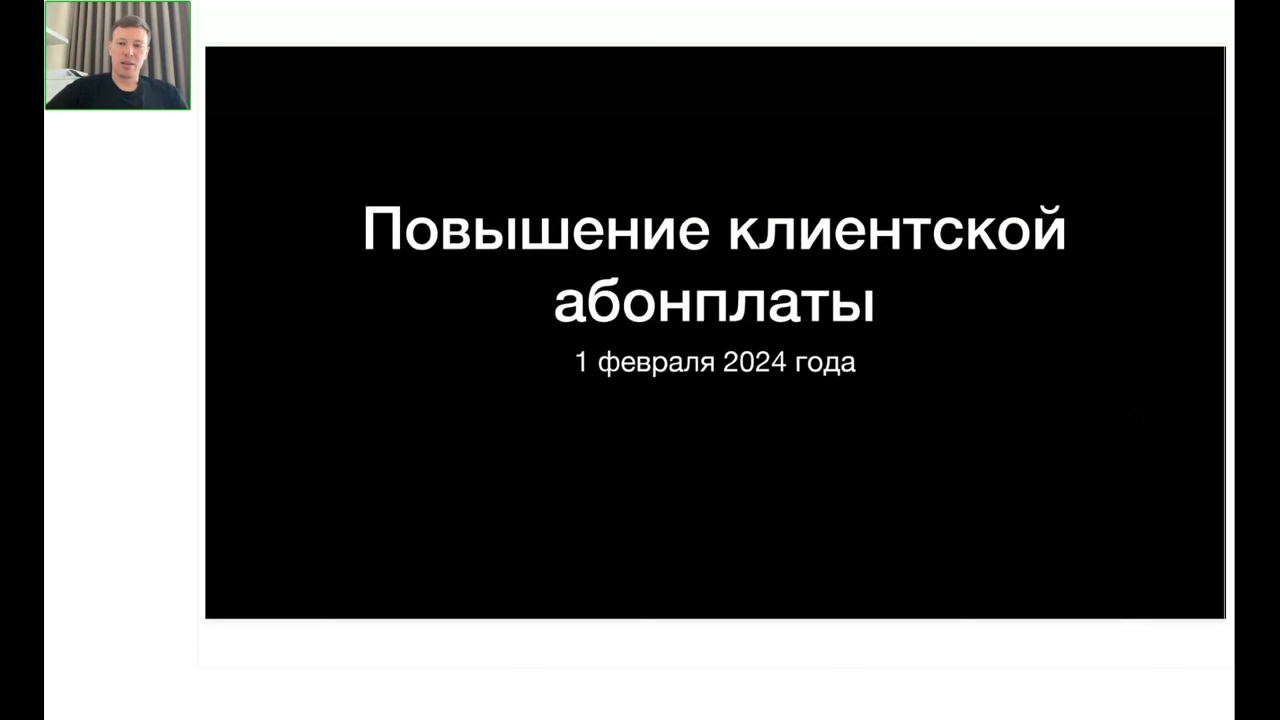 Повышение клиентской
абонплаты
1 февраля 2024 года